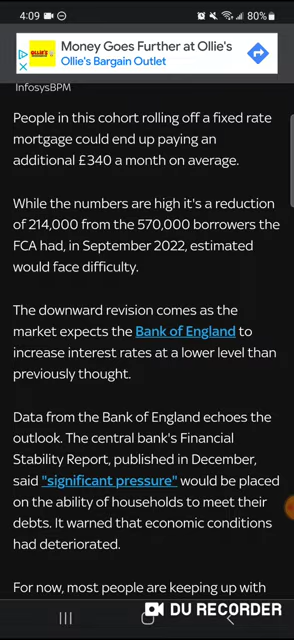 4:09
80%
OLLIE'S
Money Goes Further at Ollie's
Ollie's Bargain Outlet
InfosysBPM
People in this cohort rolling off a fixed rate
mortgage could end up paying an
additional £340 a month on average.
While the numbers are high it's a reduction
of 214,000 from the 570,000 borrowers the
FCA had, in September 2022, estimated
would face difficulty.
The downward revision comes as the
market expects the Bank of England to
increase interest rates at a lower level than
previously thought.
Data from the Bank of England echoes the
outlook. The central bank's Financial
Stability Report, published in December,
said "significant pressure" would be placed
on the ability of households to meet their
debts. It warned that economic conditions
had deteriorated.
For now, most people are keeping up with
DU RECORDER